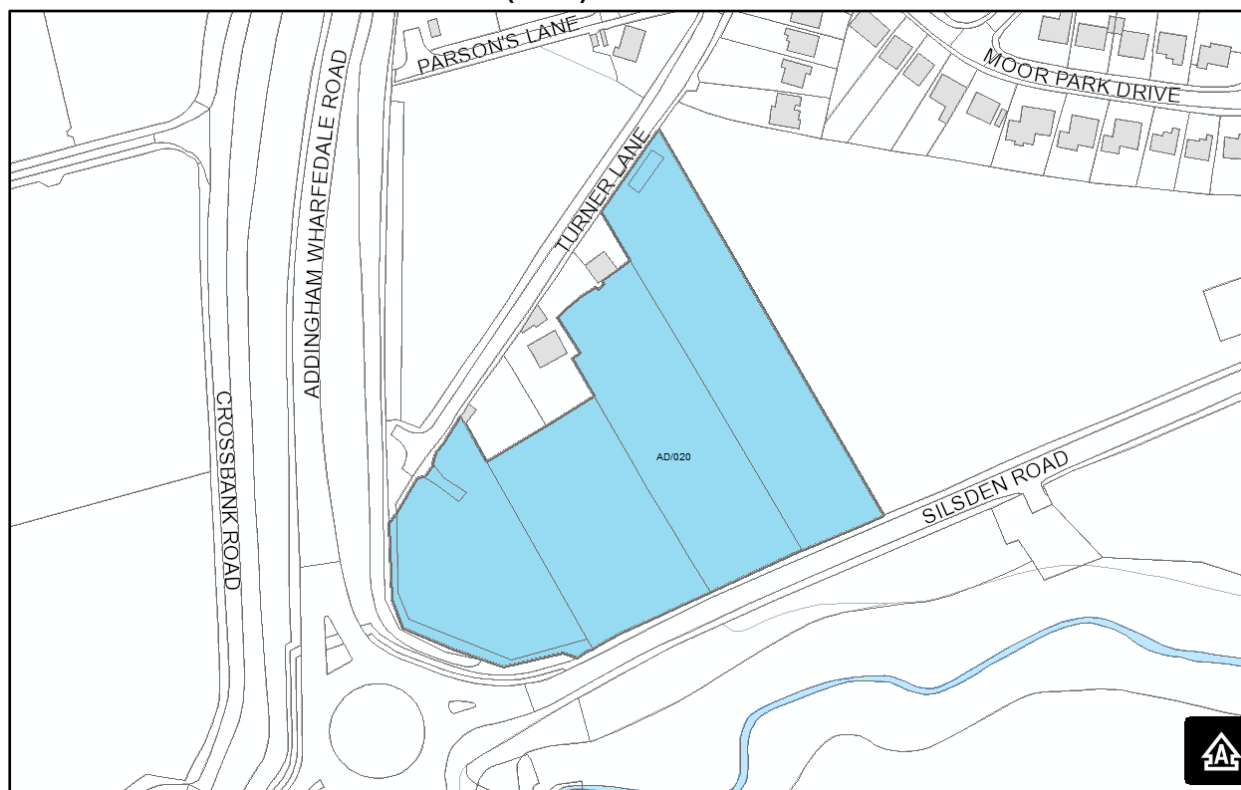 PARSON'S LANE
MOOR PARK DRIVE
ADDINGHAM WHARFEDALE ROAD
TURNER LANE
CROSSBANK ROAD
AD/020
SILSDEN ROAD
A